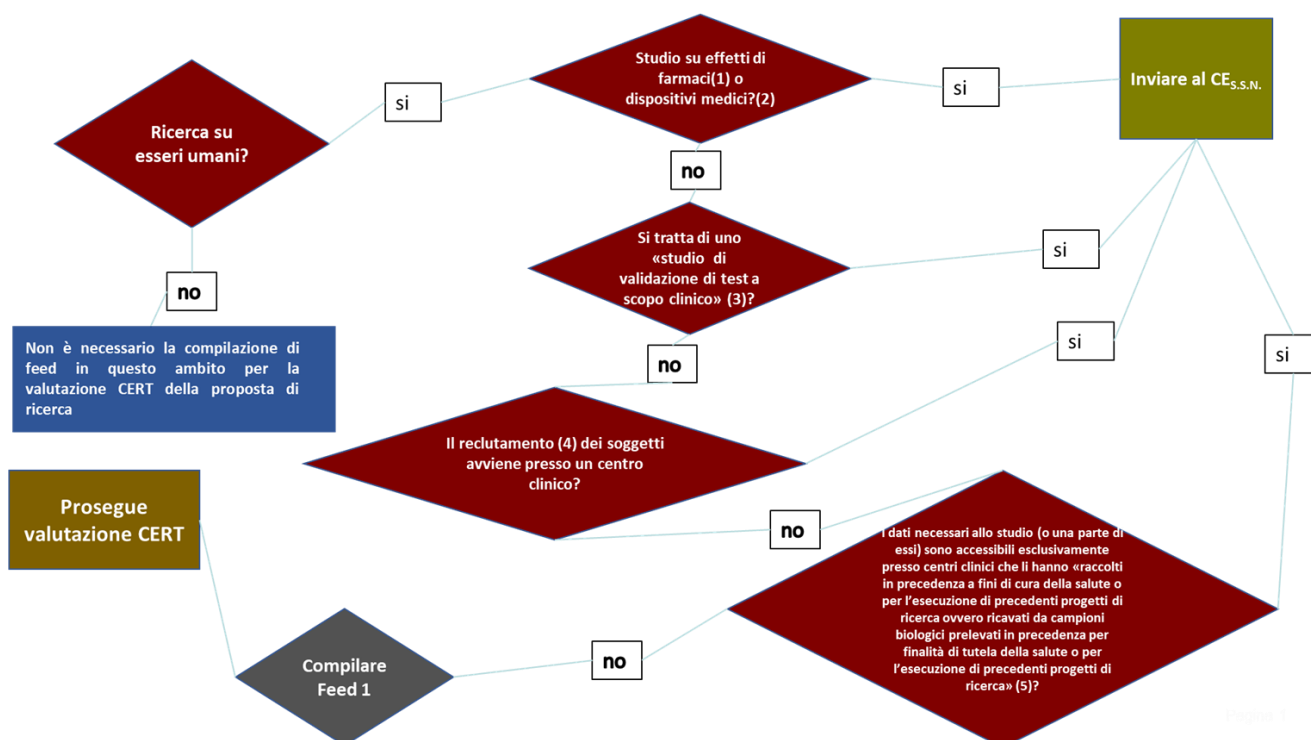 Ricerca su
esseri umani?
si
Studio su effetti di
farmaci(1) o
dispositivi medici?(2)
si
Inviare al CE S.S.N.
no
Si tratta di uno
«studio di
validazione di test a
scopo clinico» (3)?
si
no
no
Non è necessario la compilazione di
feed in questo ambito per la
valutazione CERT della proposta di
ricerca
si
si
Il reclutamento (4) dei soggetti
avviene presso un centro
clinico?
no
I dati necessari allo studio (o una parte di
essi) sono accessibili esclusivamente
presso centri clinici che li hanno «raccolti
in precedenza a fini di cura della salute o
per l'esecuzione di precedenti progetti di
ricerca ovvero ricavati da campioni
biologici prelevati in precedenza per
finalità di tutela della salute o per
l'esecuzione di precedenti progetti di
ricerca» (5)?
no
Compilare
Feed 1
Prosegue
valutazione CERT